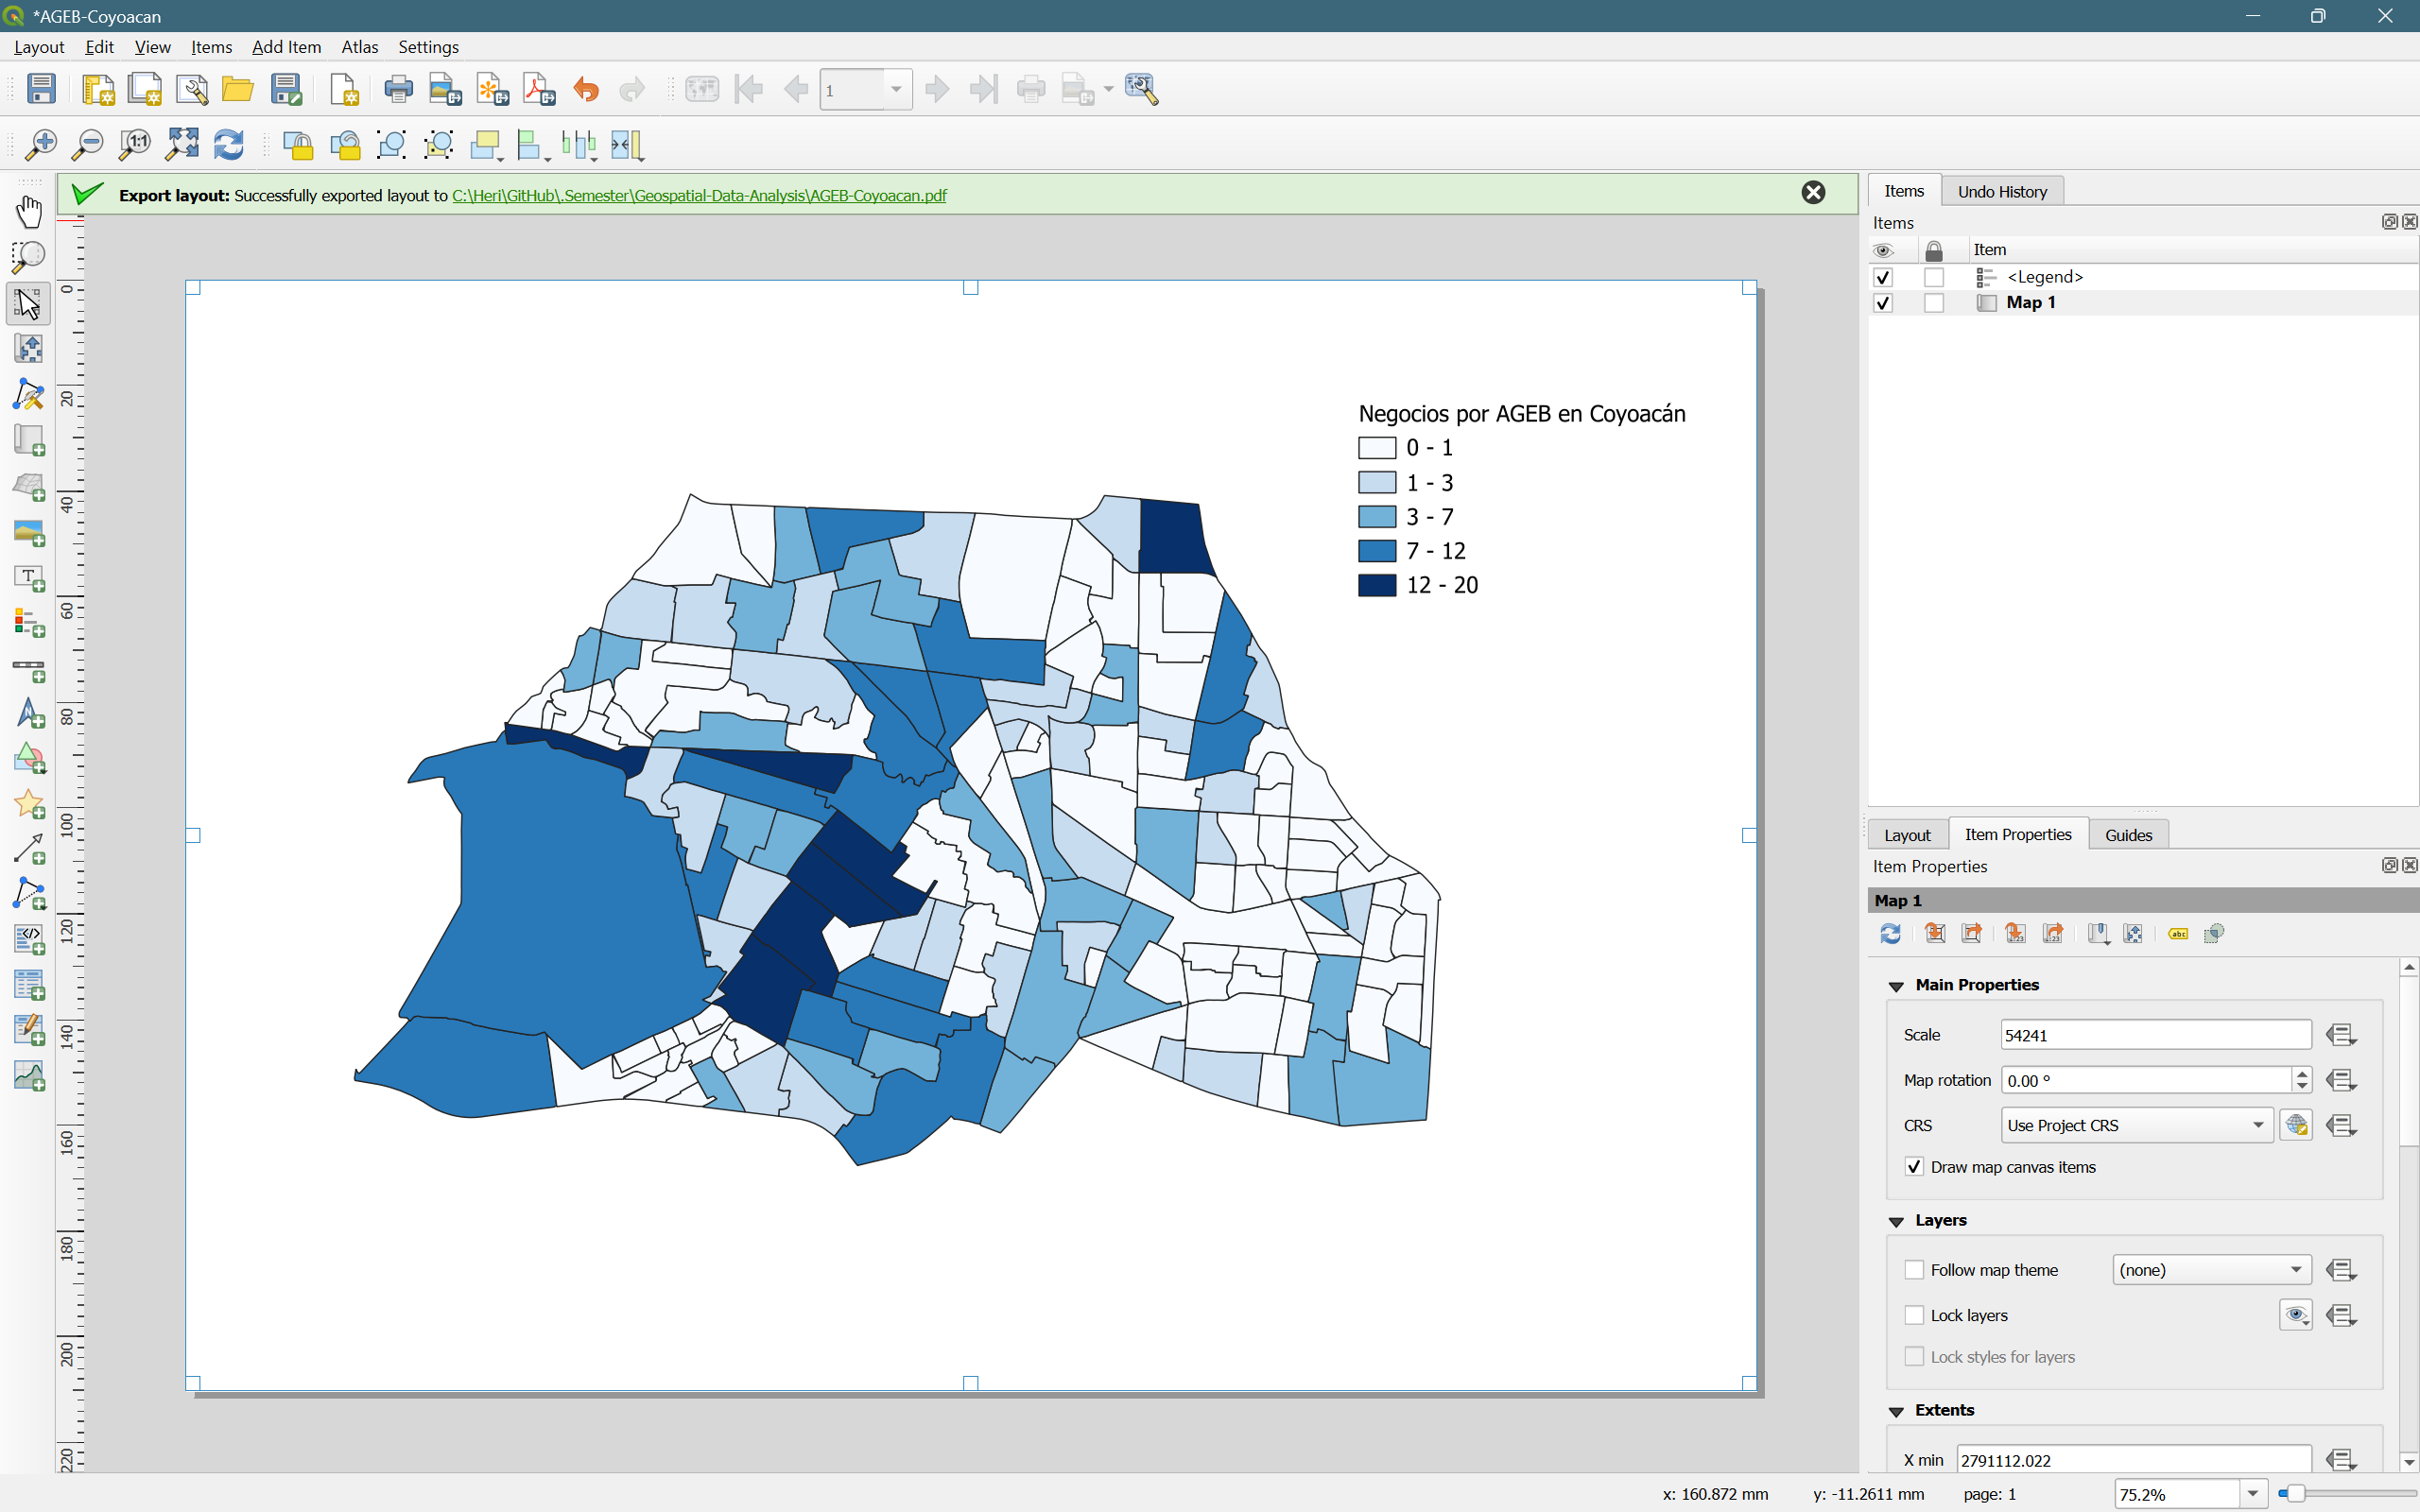 *AGEB-Coyoacan
Layout Edit View Items Add Item Atlas Settings
1
1:1
Export layout: Successfully exported layout to C:\Heri\GitHub\.Semester\Geospatial-Data-Analysis\AGEB-Coyoacan.pdf
0
20
40
60
80
100
120
140
160
180
200
220
Negocios por AGEB en Coyoacán
0 - 1
1 - 3
3 - 7
7 - 12
12 - 20
Items Undo History
Items
Item
<Legend>
Map 1
Layout Item Properties Guides
Item Properties
Map 1
abc
Main Properties
Scale 54241
Map rotation 0.00 °
CRS Use Project CRS
Draw map canvas items
Layers
Follow map theme (none)
Lock layers
Lock styles for layers
Extents
X min 2791112.022
x: 160.872 mm y: -11.2611 mm page: 1 75.2%